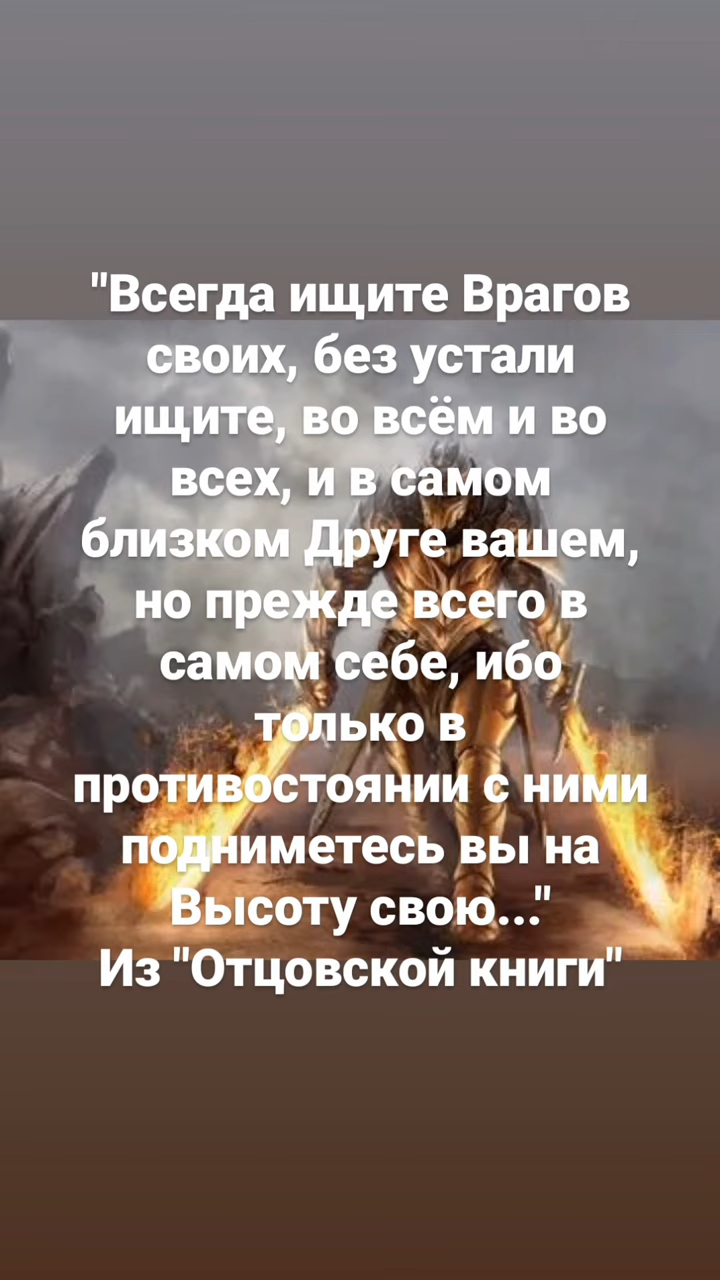 "Всегда ищите Врагов
своих, без устали
ищите, во всём и во
всех, и в самом
близком Друге вашем,
но прежде всего в
самом себе, ибо
только в
противостоянии с ними
подниметесь вы на
Высоту свою..."
Из "Отцовской книги"